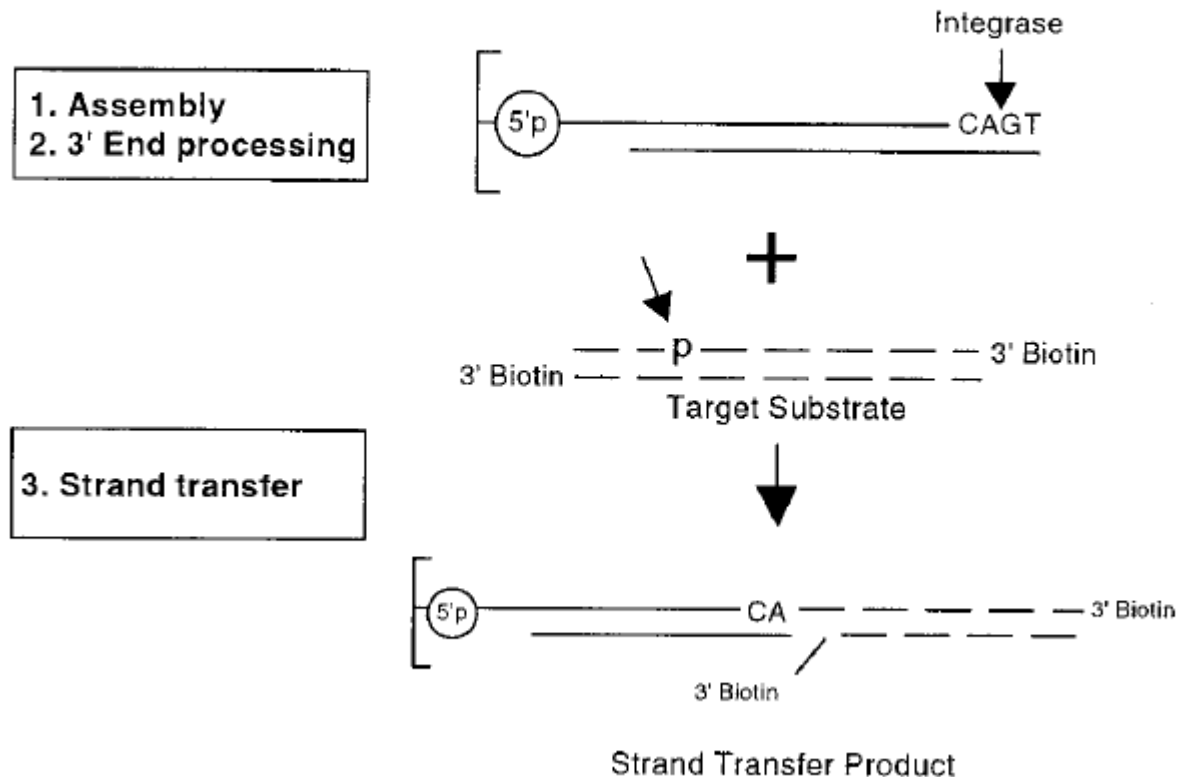 Integrase
1. Assembly
2. 3' End processing
5'p
CAGT
p
3' Biotin
3' Biotin
Target Substrate
3. Strand transfer
5'p
CA
3' Biotin
3' Biotin
Strand Transfer Product